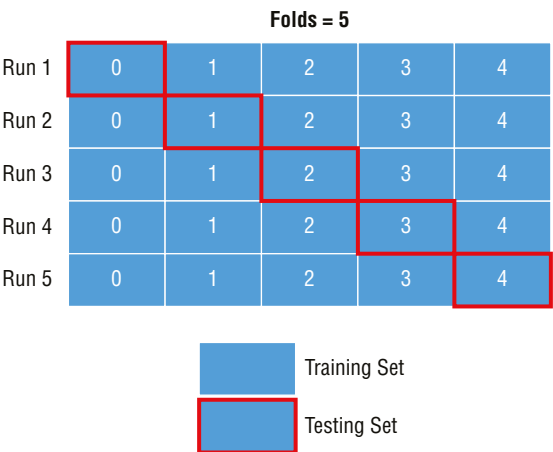 Folds = 5
Run 1 0 1 2 3 4
Run 2 0 1 2 3 4
Run 3 0 1 2 3 4
Run 4 0 1 2 3 4
Run 5 0 1 2 3 4
Training Set
Testing Set